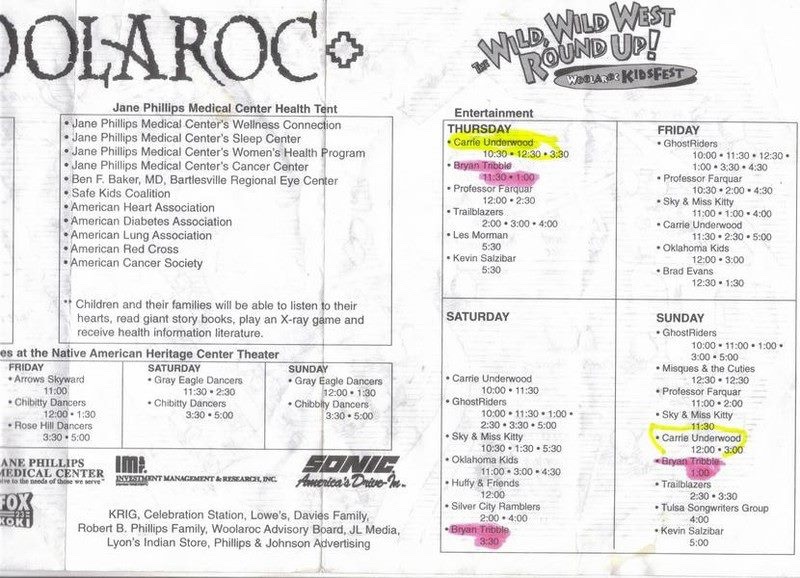 OOLAROC
THE WILD, WILD WEST
ROUND UP!
WOOLAROC KIDSFEST
Jane Phillips Medical Center Health Tent
• Jane Phillips Medical Center's Wellness Connection
• Jane Phillips Medical Center's Sleep Center
• Jane Phillips Medical Center's Women's Health Program
• Jane Phillips Medical Center's Cancer Center
• Ben F. Baker, MD, Bartlesville Regional Eye Center
• Safe Kids Coalition
• American Heart Association
• American Diabetes Association
• American Lung Association
• American Red Cross
• American Cancer Society
** Children and their families will be able to listen to their
hearts, read giant story books, play an X-ray game and
receive health information literature.
es at the Native American Heritage Center Theater
FRIDAY
• Arrows Skyward
11:00
• Chibitty Dancers
12:00 • 1:30
• Rose Hill Dancers
3:30 • 5:00
SATURDAY
• Gray Eagle Dancers
11:30 • 2:30
• Chibitty Dancers
3:30 • 5:00
SUNDAY
• Gray Eagle Dancers
12:00 • 1:30
• Chibbity Dancers
3:30 • 5:00
ANE PHILLIPS
MEDICAL CENTER
INVESTMENT MANAGEMENT & RESEARCH, INC.
SONIC
America's Drive-In
FOX
23
KOKI
KRIG, Celebration Station, Lowe's, Davies Family,
Robert B. Phillips Family, Woolaroc Advisory Board, JL Media,
Lyon's Indian Store, Phillips & Johnson Advertising
Entertainment
THURSDAY
• Carrie Underwood
10:30 • 12:30 • 3:30
• Bryan Tribble
11:30 • 1:00
• Professor Farquar
12:00 • 2:30
• Trailblazers
2:00 • 3:00 • 4:00
• Les Morman
5:30
• Kevin Salzibar
5:30
FRIDAY
• GhostRiders
10:00 • 11:30 • 12:30 •
1:00 • 3:30 • 4:30
• Professor Farquar
10:30 • 2:00 • 4:30
• Sky & Miss Kitty
11:00 • 1:00 • 4:00
• Carrie Underwood
11:30 • 2:30 • 5:00
• Oklahoma Kids
12:00 • 3:00
• Brad Evans
12:30 • 1:30
SATURDAY
• Carrie Underwood
10:00 • 11:30
• GhostRiders
10:00 • 11:30 • 1:00 •
2:30 • 3:30 • 5:00
• Sky & Miss Kitty
10:30 • 1:30 • 5:30
• Oklahoma Kids
11:00 • 3:00 • 4:30
• Huffy & Friends
12:00
• Silver City Ramblers
2:00 • 4:00
• Bryan Tribble
3:30
SUNDAY
• GhostRiders
10:00 • 11:00 • 1:00 •
3:00 • 5:00
• Misques & the Cuties
12:30 • 12:30
• Professor Farquar
11:00 • 2:00
• Sky & Miss Kitty
11:30
• Carrie Underwood
12:00 • 3:00
• Bryan Tribble
1:00
• Trailblazers
2:30 • 3:30
• Tulsa Songwriters Group
4:00
• Kevin Salzibar
5:00